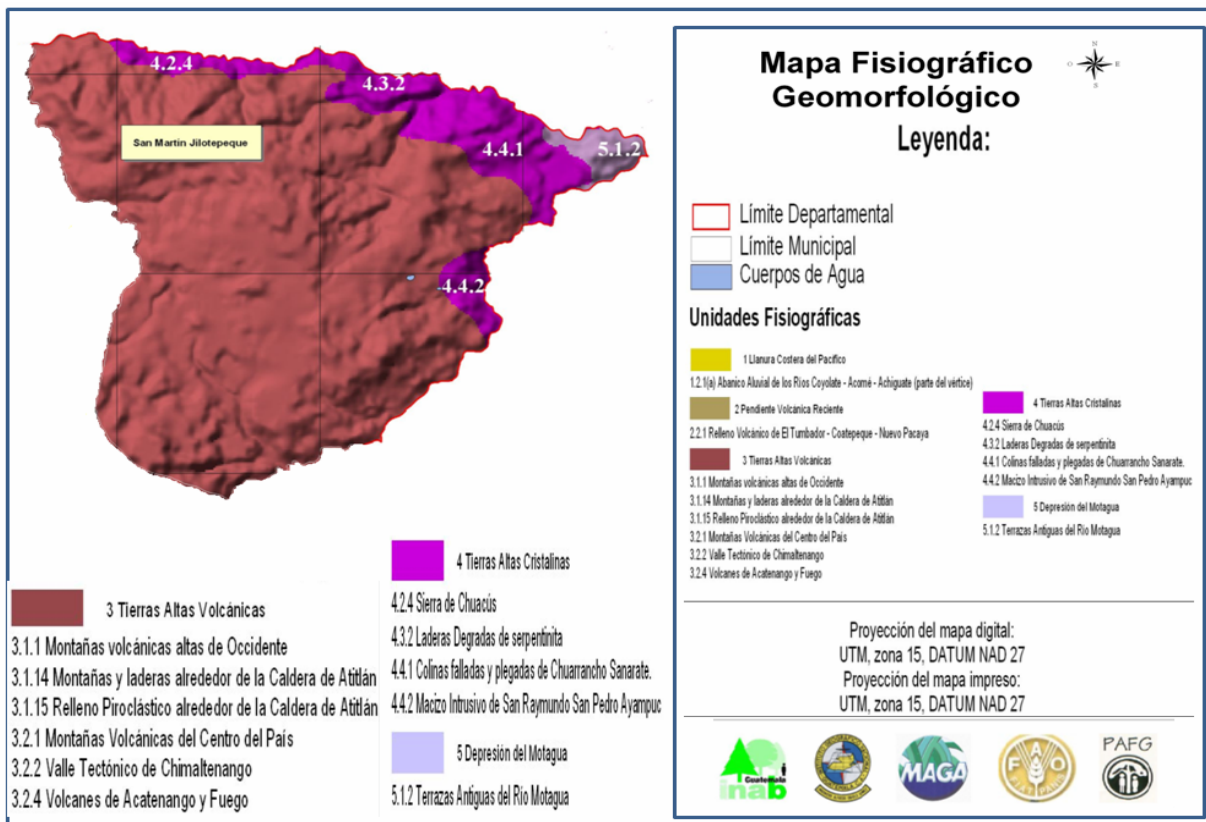 4.2.4
4.3.2
4.4.1
5.1.2
San Martín Jilotepeque
4.4.2
3 Tierras Altas Volcánicas
3.1.1 Montañas volcánicas altas de Occidente
3.1.14 Montañas y laderas alrededor de la Caldera de Atitlán
3.1.15 Relleno Piroclástico alrededor de la Caldera de Atitlán
3.2.1 Montañas Volcánicas del Centro del País
3.2.2 Valle Tectónico de Chimaltenango
3.2.4 Volcanes de Acatenango y Fuego
4 Tierras Altas Cristalinas
4.2.4 Sierra de Chuacús
4.3.2 Laderas Degradas de serpentinita
4.4.1 Colinas falladas y plegadas de Chuarrancho Sanarate.
4.4.2 Macizo Intrusivo de San Raymundo San Pedro Ayampuc
5 Depresión del Motagua
5.1.2 Terrazas Antiguas del Río Motagua
Mapa Fisiográfico
Geomorfológico
N
O E
S
Leyenda:
Límite Departamental
Límite Municipal
Cuerpos de Agua
Unidades Fisiográficas
1 Llanura Costera del Pacífico
1.2.1(a) Abanico Aluvial de los Ríos Coyolate - Acomé - Achiguate (parte del vértice)
2 Pendiente Volcánica Reciente
2.2.1 Relleno Volcánico de El Tumbador - Coatepeque - Nuevo Pacaya
3 Tierras Altas Volcánicas
3.1.1 Montañas volcánicas altas de Occidente
3.1.14 Montañas y laderas alrededor de la Caldera de Atitlán
3.1.15 Relleno Piroclástico alrededor de la Caldera de Atitlán
3.2.1 Montañas Volcánicas del Centro del País
3.2.2 Valle Tectónico de Chimaltenango
3.2.4 Volcanes de Acatenango y Fuego
4 Tierras Altas Cristalinas
4.2.4 Sierra de Chuacús
4.3.2 Laderas Degradas de serpentinita
4.4.1 Colinas falladas y plegadas de Chuarrancho Sanarate.
4.4.2 Macizo Intrusivo de San Raymundo San Pedro Ayampuc
5 Depresión del Motagua
5.1.2 Terrazas Antiguas del Río Motagua
Proyección del mapa digital:
UTM, zona 15, DATUM NAD 27
Proyección del mapa impreso:
UTM, zona 15, DATUM NAD 27
Guatemala
inab
MAGA
FAO
FIAT PANIS
PAFG